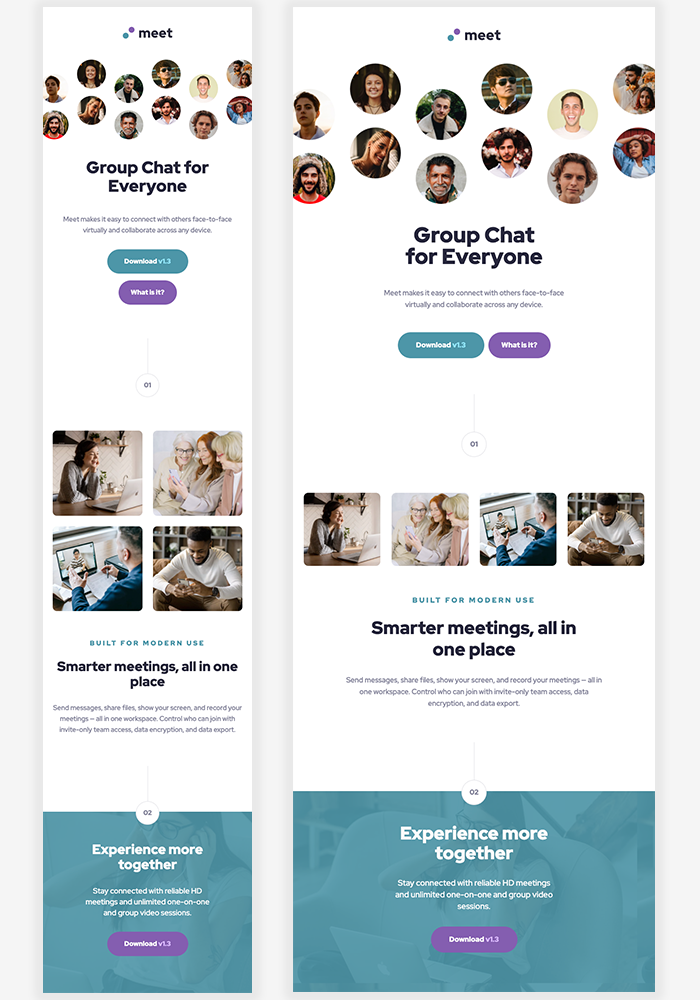 meet
Group Chat for
Everyone
Meet makes it easy to connect with others face-to-face
virtually and collaborate across any device.
Download v1.3
What is it?
01
BUILT FOR MODERN USE
Smarter meetings, all in one
place
Send messages, share files, show your screen, and record your
meetings — all in one workspace. Control who can join with
invite-only team access, data encryption, and data export.
02
Experience more
together
Stay connected with reliable HD
meetings and unlimited one-on-one
and group video sessions.
Download v1.3
meet
Group Chat
for Everyone
Meet makes it easy to connect with others face-to-face
virtually and collaborate across any device.
Download v1.3
What is it?
01
BUILT FOR MODERN USE
Smarter meetings, all in
one place
Send messages, share files, show your screen, and record your meetings — all in
one workspace. Control who can join with invite-only team access, data
encryption, and data export.
02
Experience more
together
Stay connected with reliable HD meetings
and unlimited one-on-one and group video
sessions.
Download v1.3